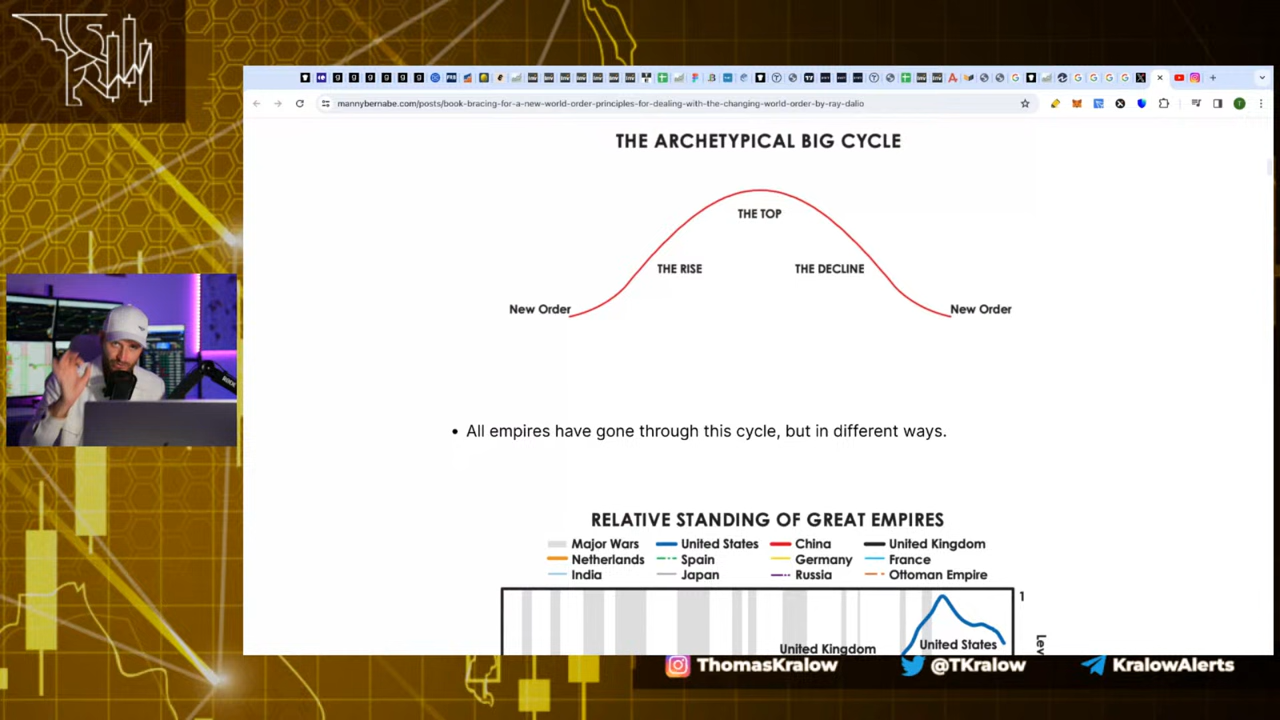 mannybernabe.com/posts/book-bracing-for-a-new-world-order-principles-for-dealing-with-the-changing-world-order-by-ray-dalio
THE ARCHETYPICAL BIG CYCLE
THE TOP
THE RISE
THE DECLINE
New Order
New Order
• All empires have gone through this cycle, but in different ways.
RELATIVE STANDING OF GREAT EMPIRES
Major Wars United States China United Kingdom
Netherlands Spain Germany France
India Japan Russia Ottoman Empire
1
United Kingdom
United States
Lev
ThomasKralow @TKralow KralowAlerts